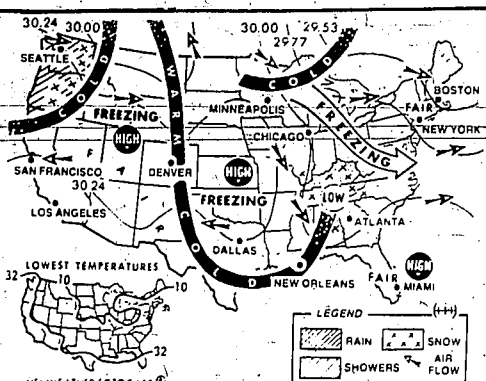 30.24 30.00 30.00 29.53
29.77
SEATTLE
COLD
WARM
COLD
FREEZING
MINNEAPOLIS
FREEZING
BOSTON
FAIR
NEW YORK
CHICAGO
HIGH
SAN FRANCISCO
FA
DENVER
HIGH
30.24
FREEZING
LOW
LOS ANGELES
ATLANTA
DALLAS
COLD
NEW ORLEANS
HIGH
FAIR
MIAMI
LOWEST TEMPERATURES
32 10 10
32
LEGEND
RAIN SNOW
SHOWERS AIR FLOW